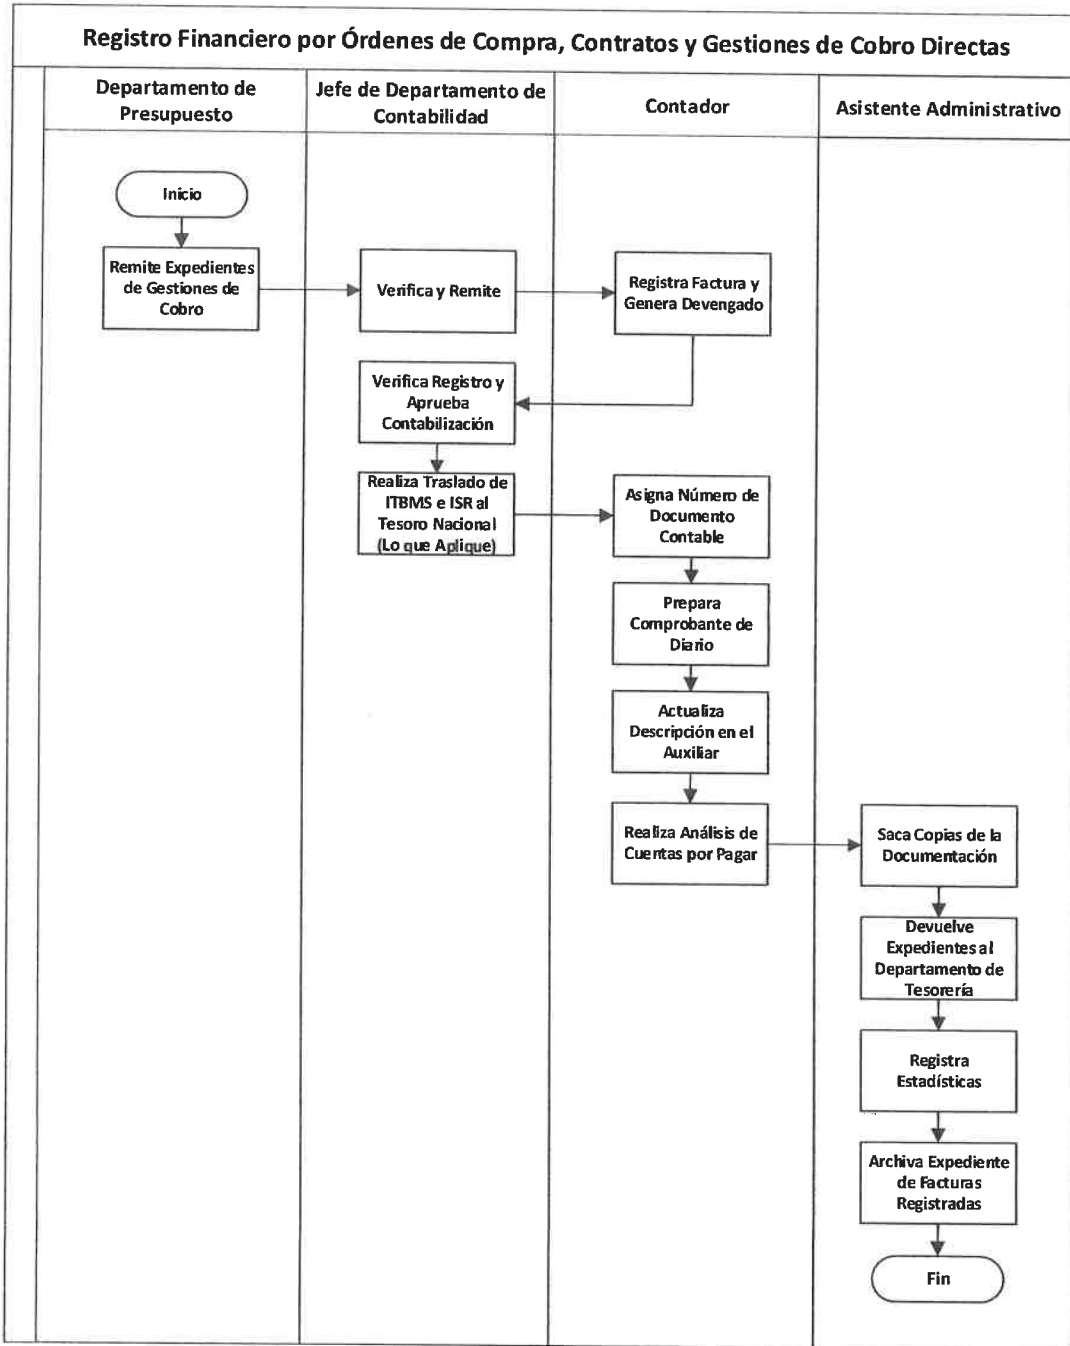 Registro Financiero por Órdenes de Compra, Contratos y Gestiones de Cobro Directas
Departamento de
Presupuesto
Jefe de Departamento de
Contabilidad
Contador
Asistente Administrativo
Inicio
Remite Expedientes
de Gestiones de
Cobro
Verifica y Remite
Registra Factura y
Genera Devengado
Verifica Registro y
Aprueba
Contabilización
Realiza Traslado de
ITBMS e ISR al
Tesoro Nacional
(Lo que Aplique)
Asigna Número de
Documento
Contable
Prepara
Comprobante de
Diario
Actualiza
Descripción en el
Auxiliar
Realiza Análisis de
Cuentas por Pagar
Saca Copias de la
Documentación
Devuelve
Expedientes al
Departamento de
Tesorería
Registra
Estadísticas
Archiva Expediente
de Facturas
Registradas
Fin